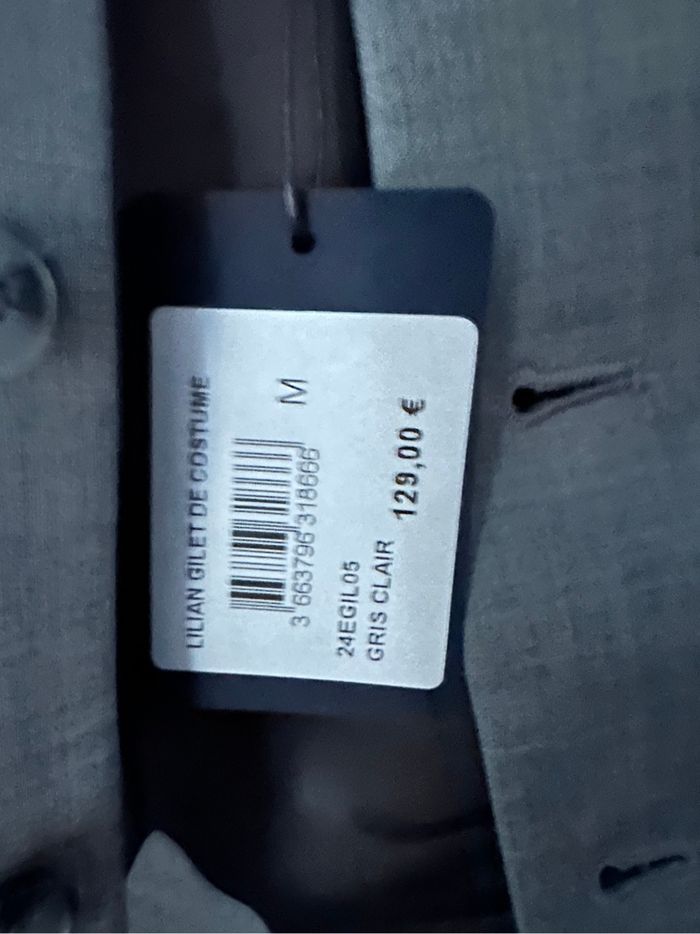 LILIAN GILET DE COSTUME
M
3 663796 318666
24EGIL05
GRIS CLAIR
129,00 €